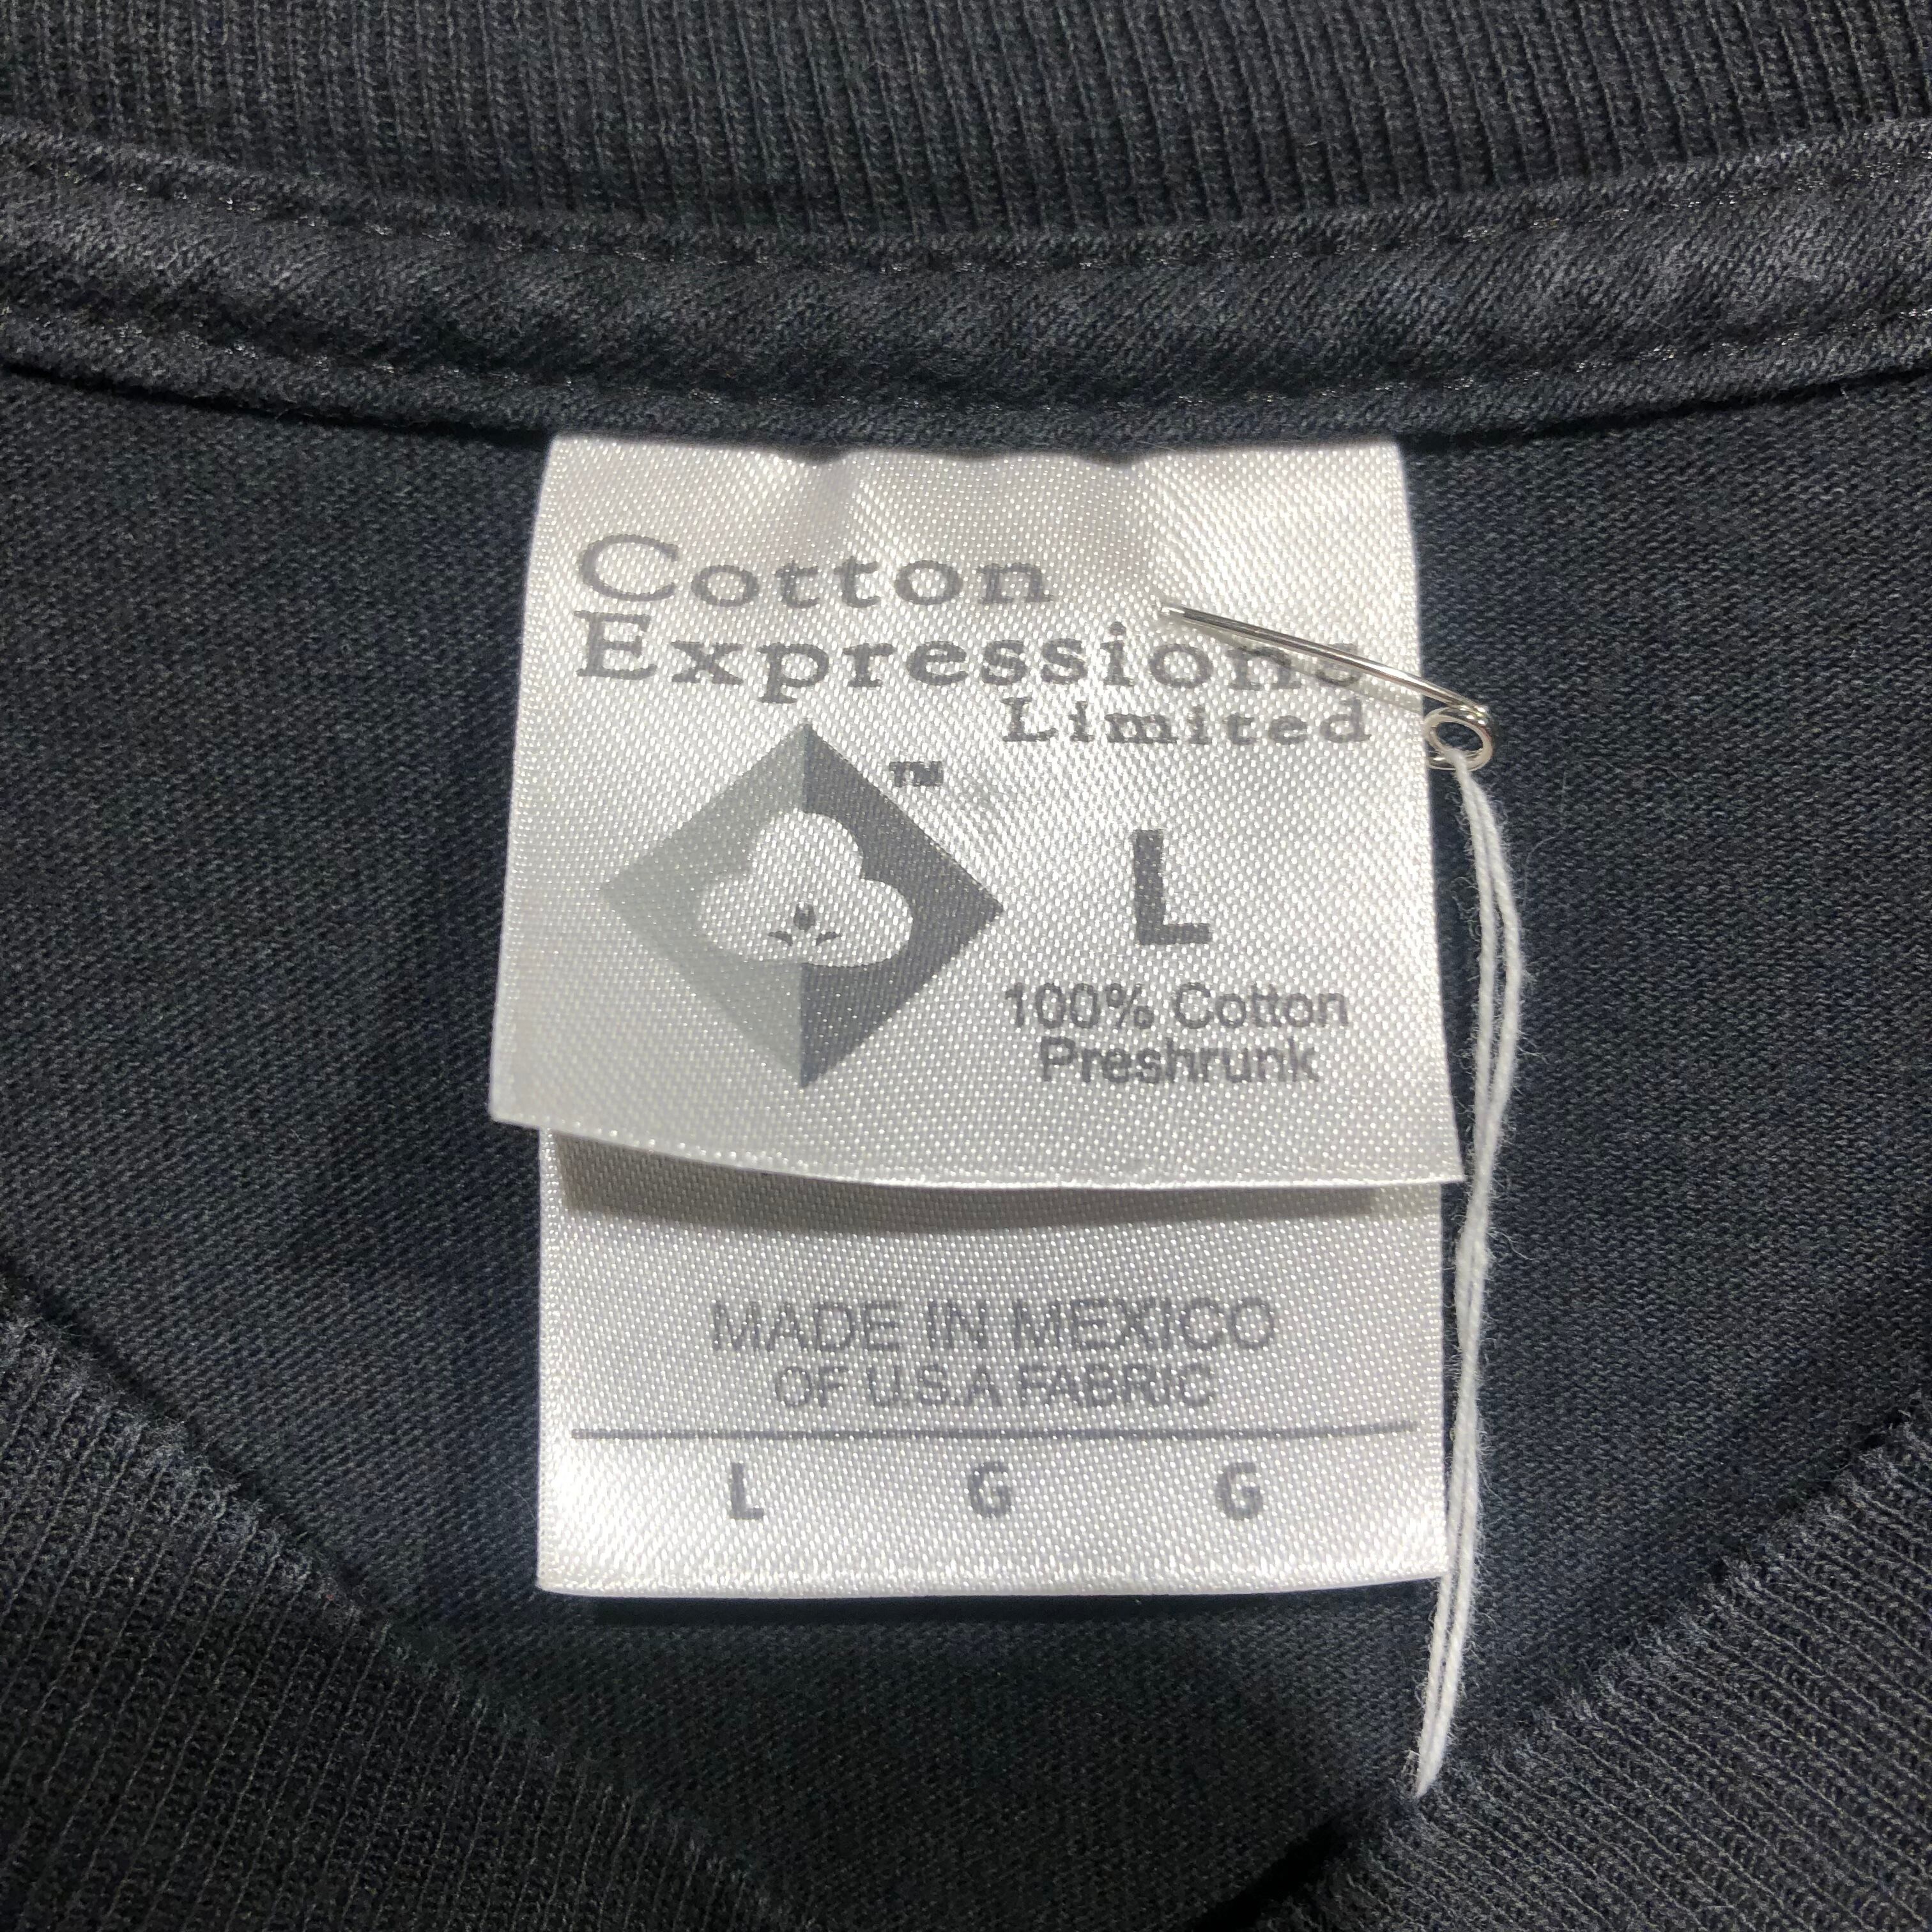 Cotton
Expressions
Limited
TM
L
100% Cotton
Preshrunk
MADE IN MEXICO
OF U.S.A FABRIC
L G G